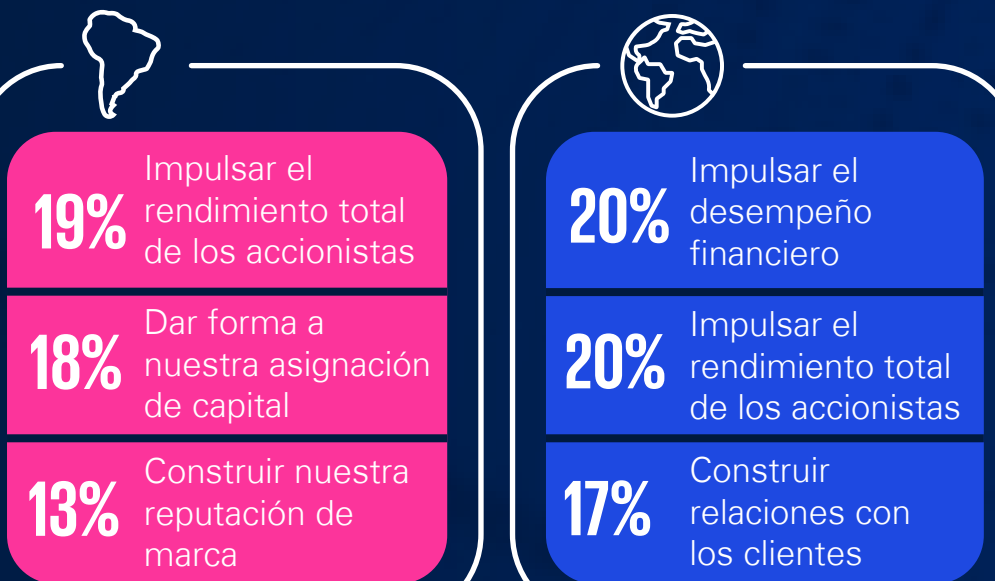 19%
Impulsar el
rendimiento total
de los accionistas
18%
Dar forma a
nuestra asignación
de capital
13%
Construir nuestra
reputación de
marca
20%
Impulsar el
desempeño
financiero
20%
Impulsar el
rendimiento total
de los accionistas
17%
Construir
relaciones con
los clientes